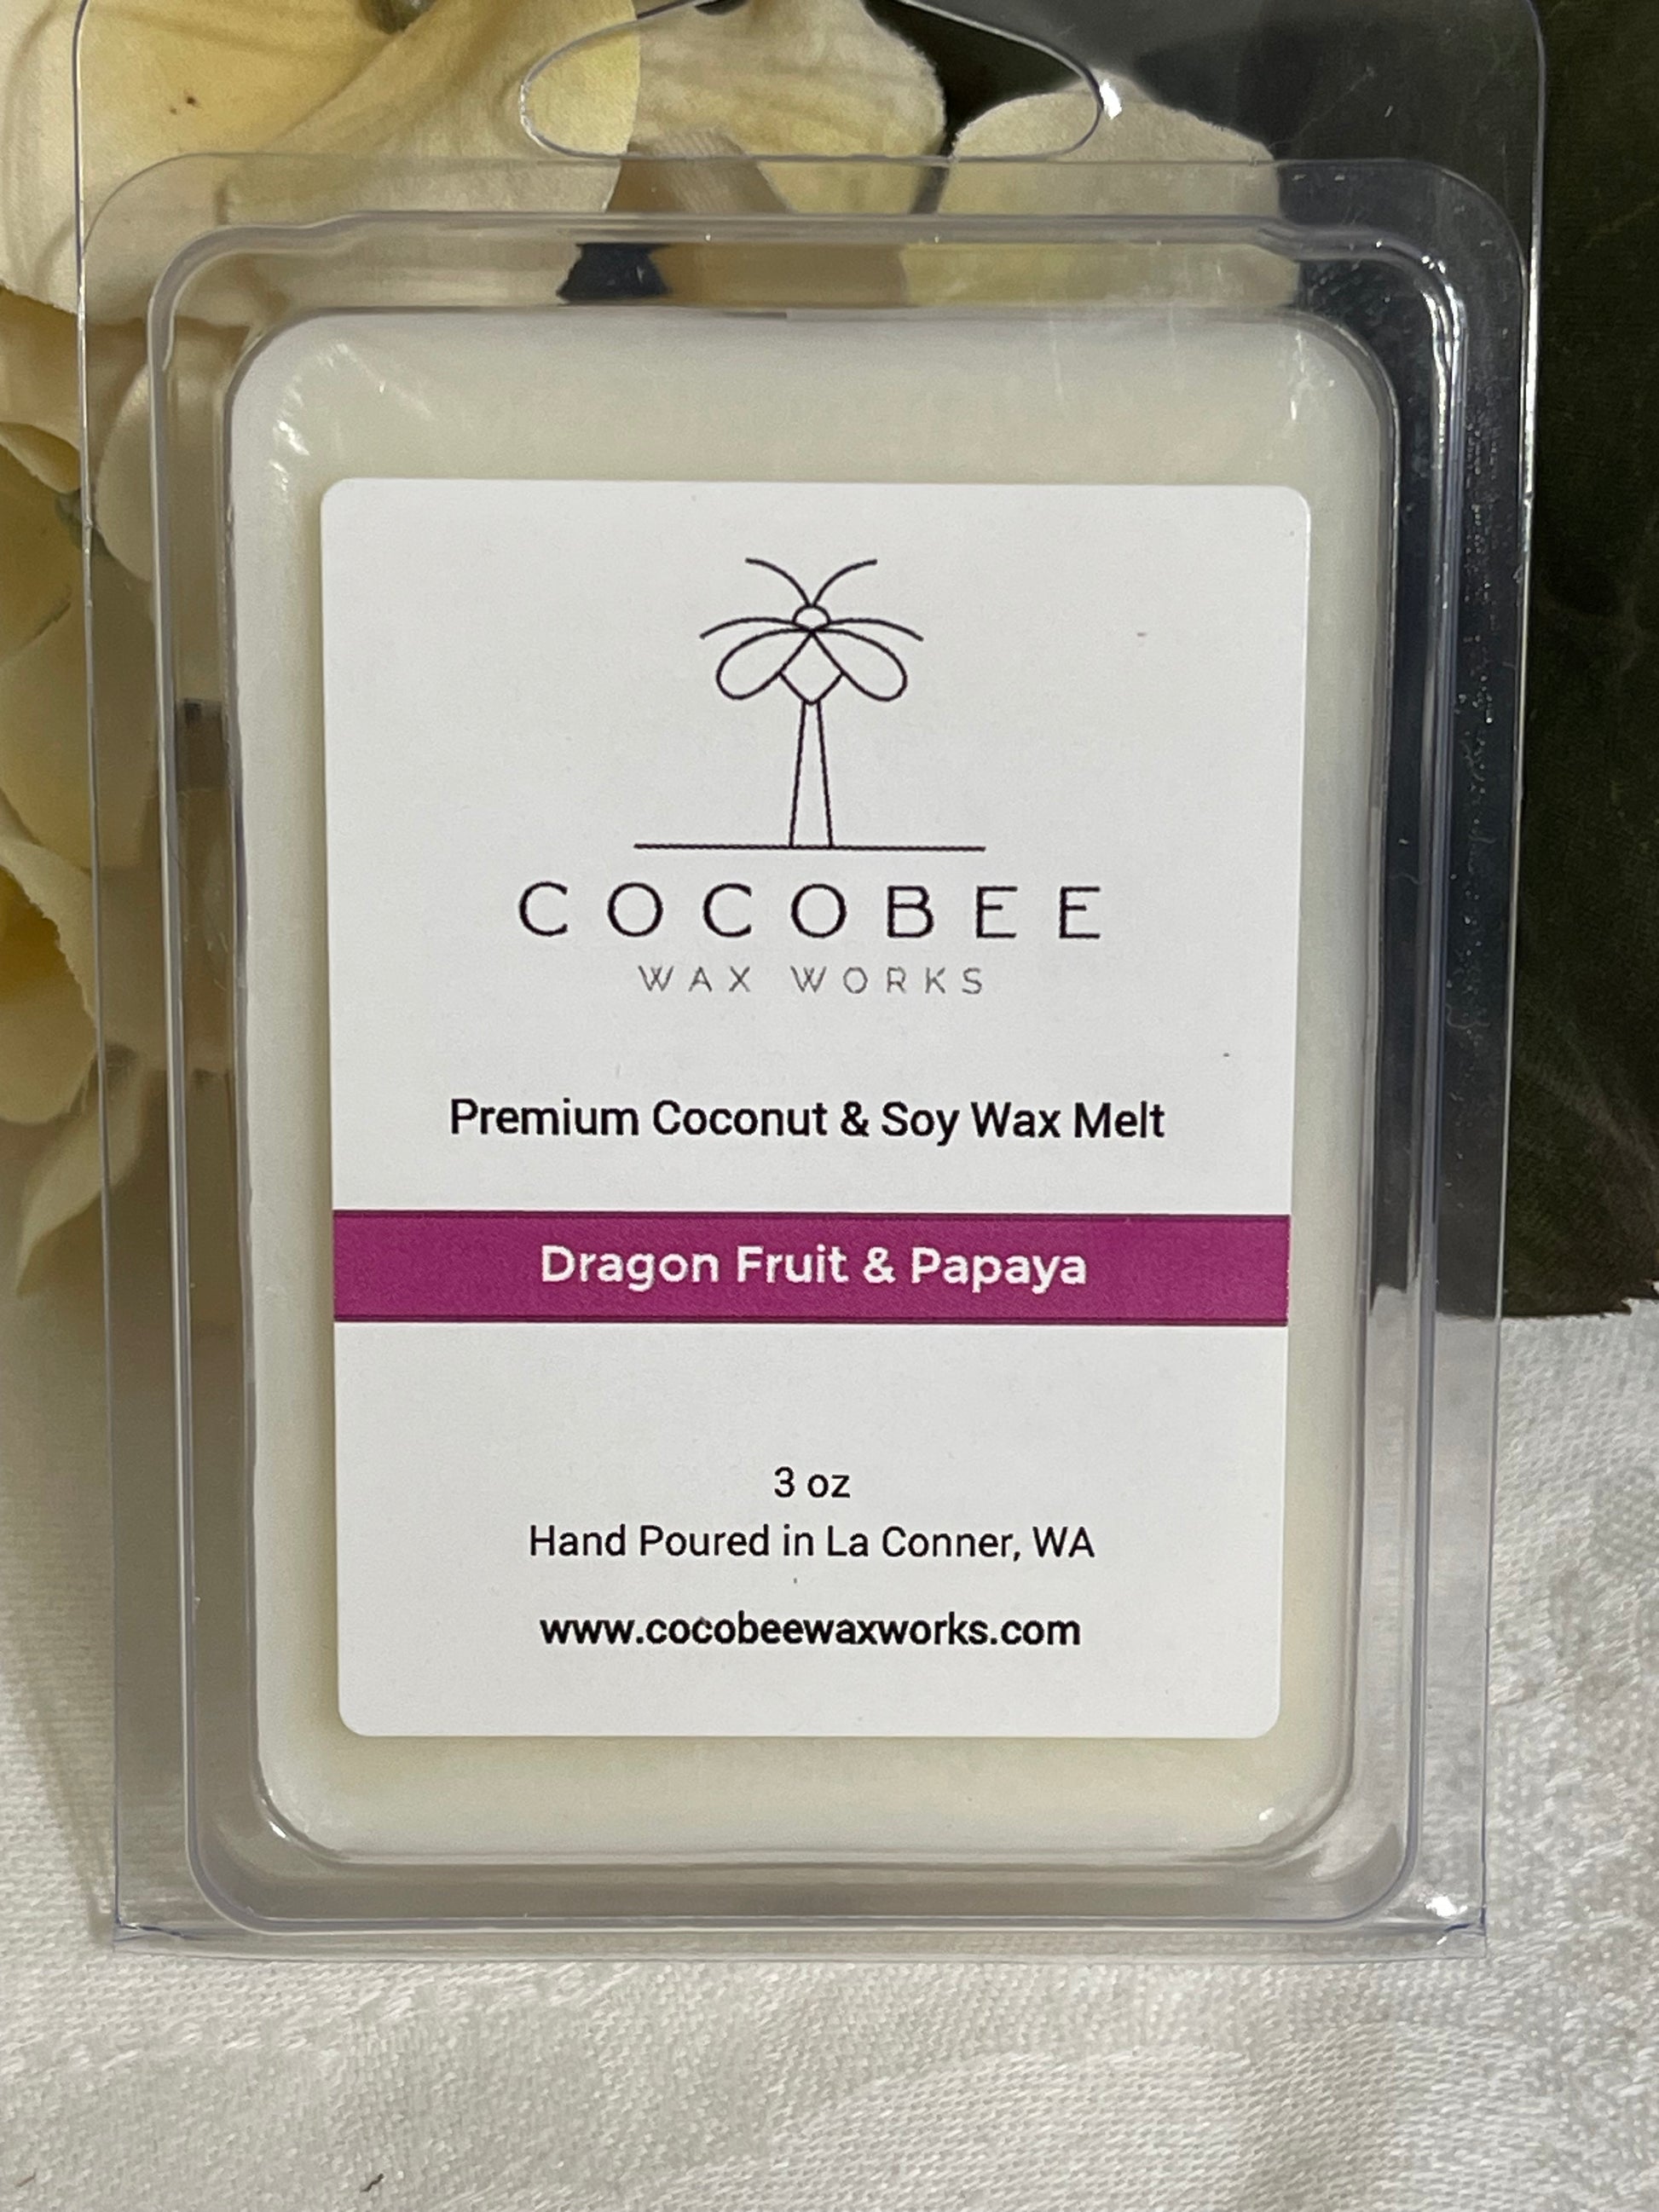 COCOBEE
WAX WORKS
Premium Coconut & Soy Wax Melt
Dragon Fruit & Papaya
3 oz
Hand Poured in La Conner, WA
www.cocobeewaxworks.com